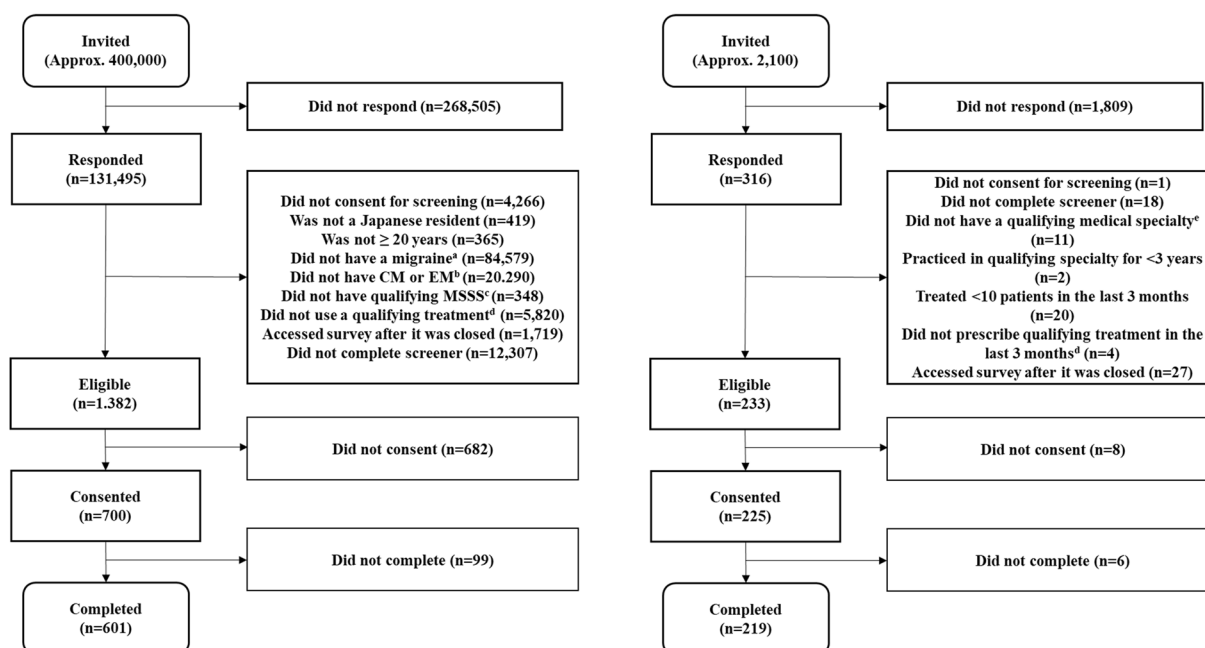 Invited
(Approx. 400,000)
Did not respond (n=268,505)
Responded
(n=131,495)
Did not consent for screening (n=4,266)
Was not a Japanese resident (n=419)
Was not ≥ 20 years (n=365)
Did not have a migraineᵃ (n=84,579)
Did not have CM or EMᵇ (n=20.290)
Did not have qualifying MSSSᶜ (n=348)
Did not use a qualifying treatmentᵈ (n=5,820)
Accessed survey after it was closed (n=1,719)
Did not complete screener (n=12,307)
Eligible
(n=1.382)
Did not consent (n=682)
Consented
(n=700)
Did not complete (n=99)
Completed
(n=601)
Invited
(Approx. 2,100)
Did not respond (n=1,809)
Responded
(n=316)
Did not consent for screening (n=1)
Did not complete screener (n=18)
Did not have a qualifying medical specialtyᵉ
(n=11)
Practiced in qualifying specialty for <3 years
(n=2)
Treated <10 patients in the last 3 months
(n=20)
Did not prescribe qualifying treatment in the
last 3 monthsᵈ (n=4)
Accessed survey after it was closed (n=27)
Eligible
(n=233)
Did not consent (n=8)
Consented
(n=225)
Did not complete (n=6)
Completed
(n=219)